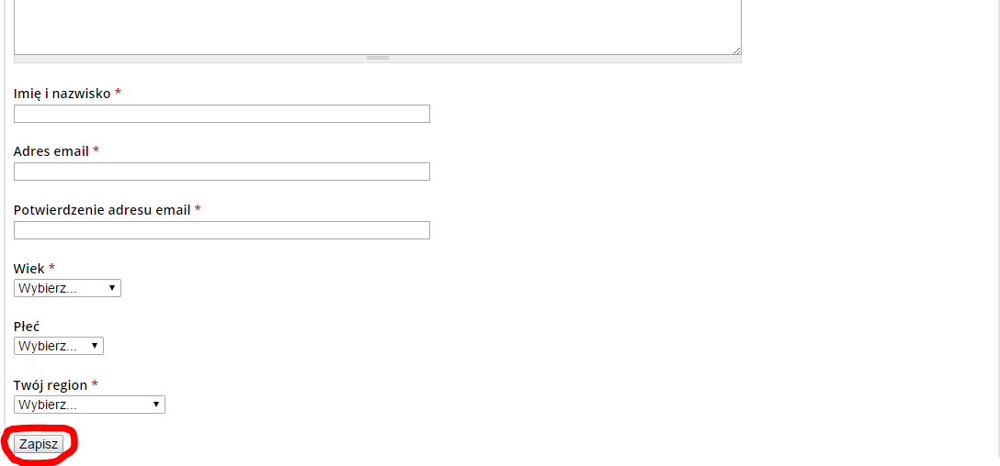 Imię i nazwisko *
Adres email *
Potwierdzenie adresu email *
Wiek *
Wybierz...
Płeć
Wybierz...
Twój region *
Wybierz...
Zapisz